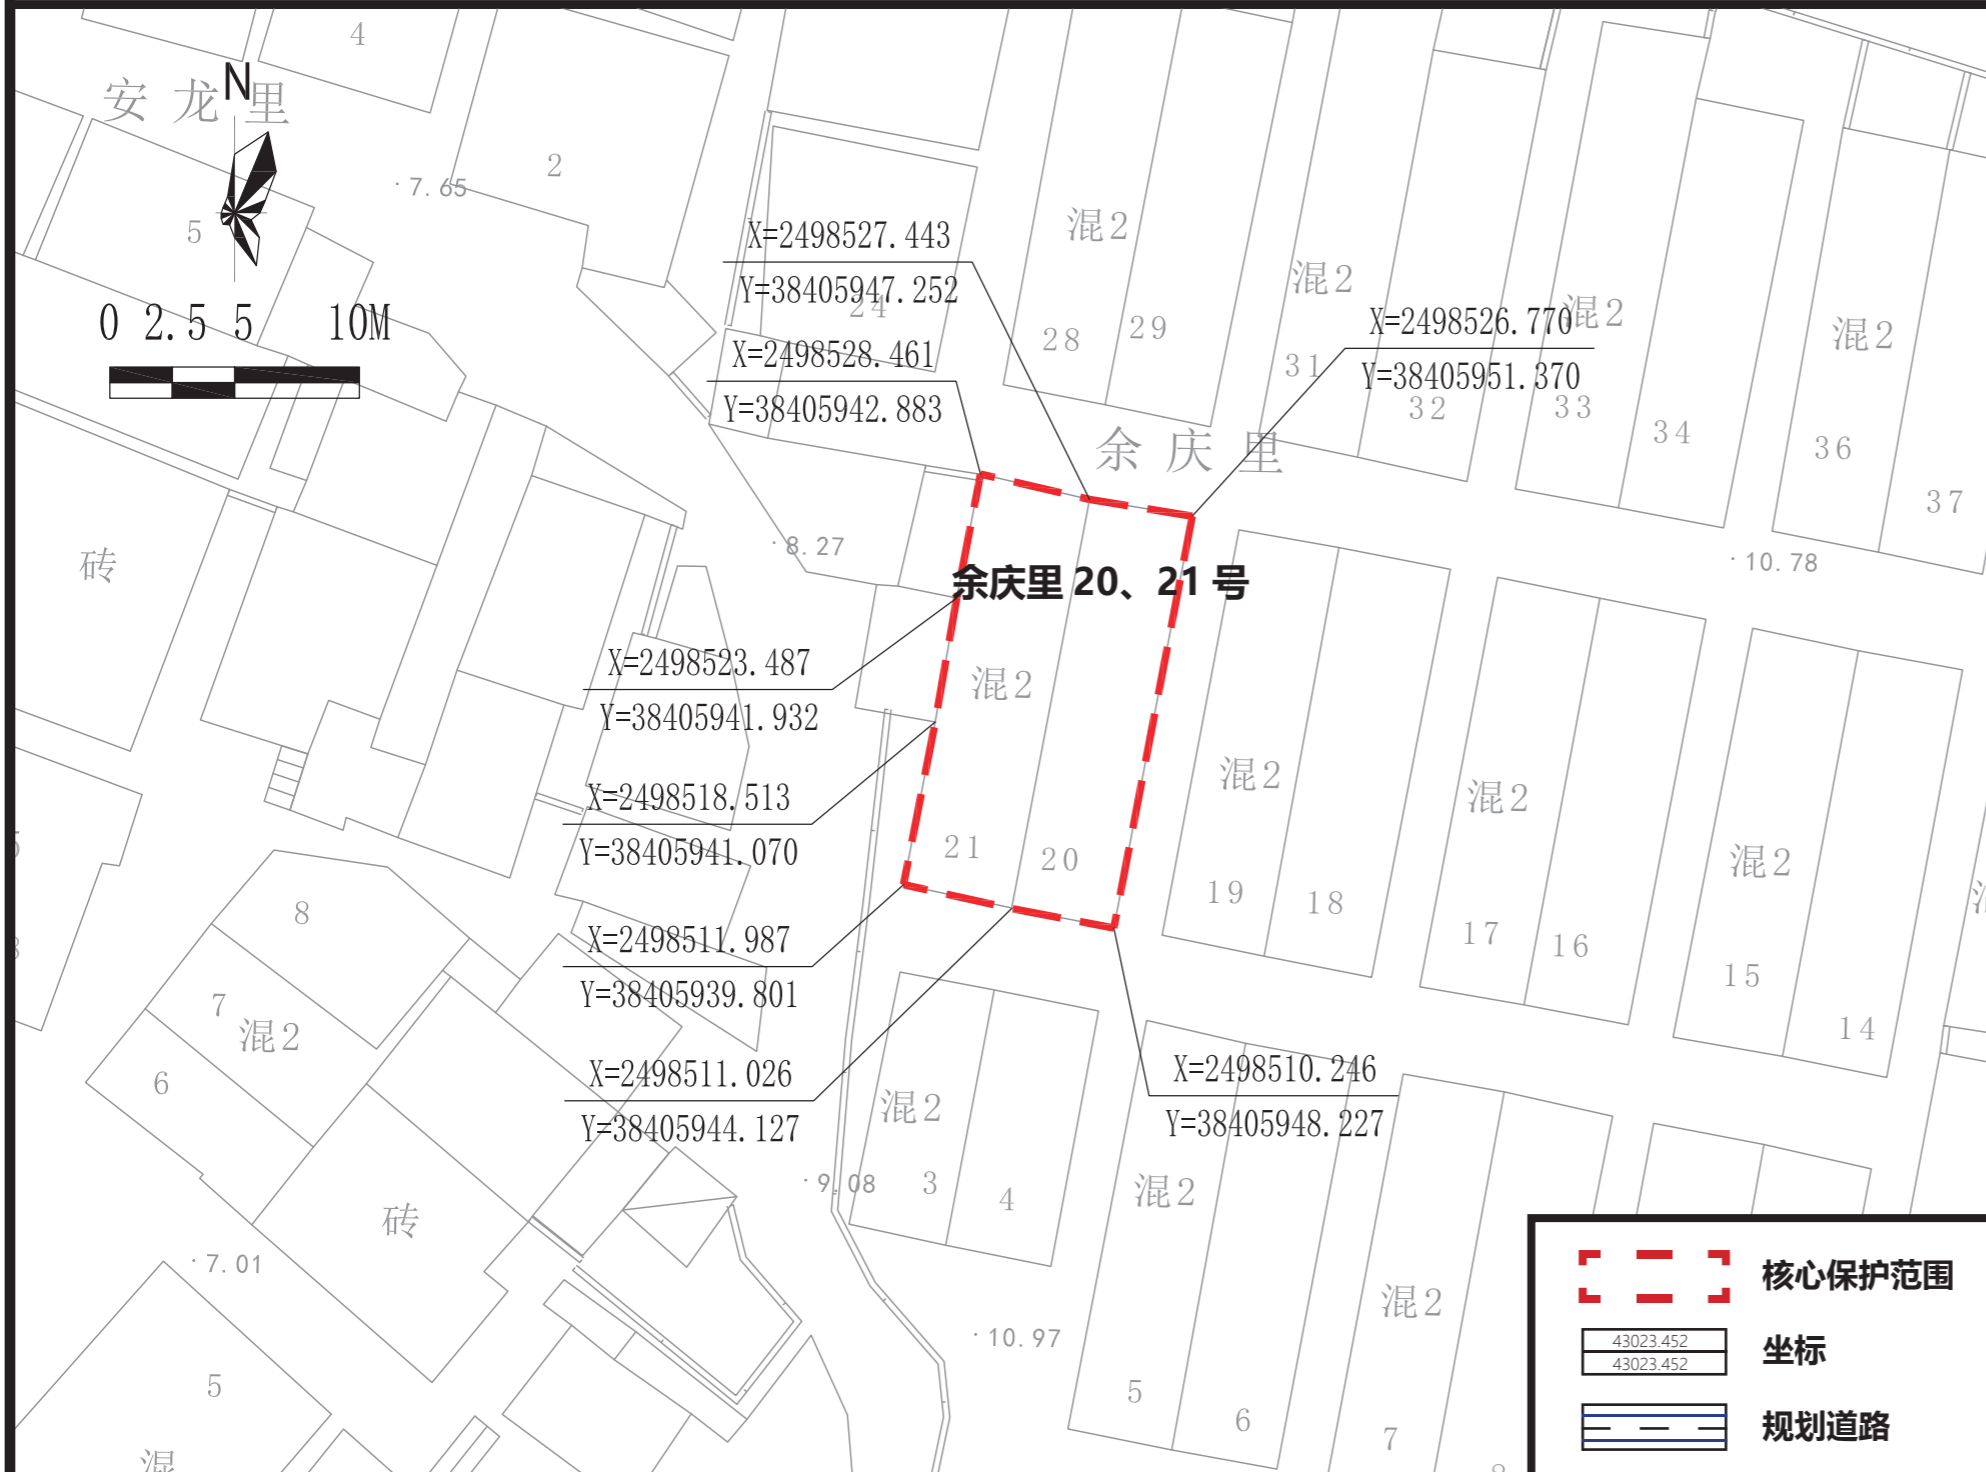 4
安龙里
N
2
·7.65
5
0 2.5 5 10M
X=2498527.443
Y=38405947.252
24
X=2498528.461
Y=38405942.883
混2
28
29
混2
31
32
X=2498526.770
Y=38405951.370
混2
33
34
混2
36
37
余庆里
砖
·8.27
·10.78
余庆里 20、21 号
X=2498523.487
Y=38405941.932
混2
X=2498518.513
Y=38405941.070
21
20
混2
19
18
混2
17
16
混2
15
14
8
7
混2
6
X=2498511.987
Y=38405939.801
X=2498511.026
Y=38405944.127
X=2498510.246
Y=38405948.227
混2
3
4
·9.08
混2
砖
·7.01
·10.97
5
混
5
6
混2
7
核心保护范围
43023.452
43023.452
坐标
规划道路